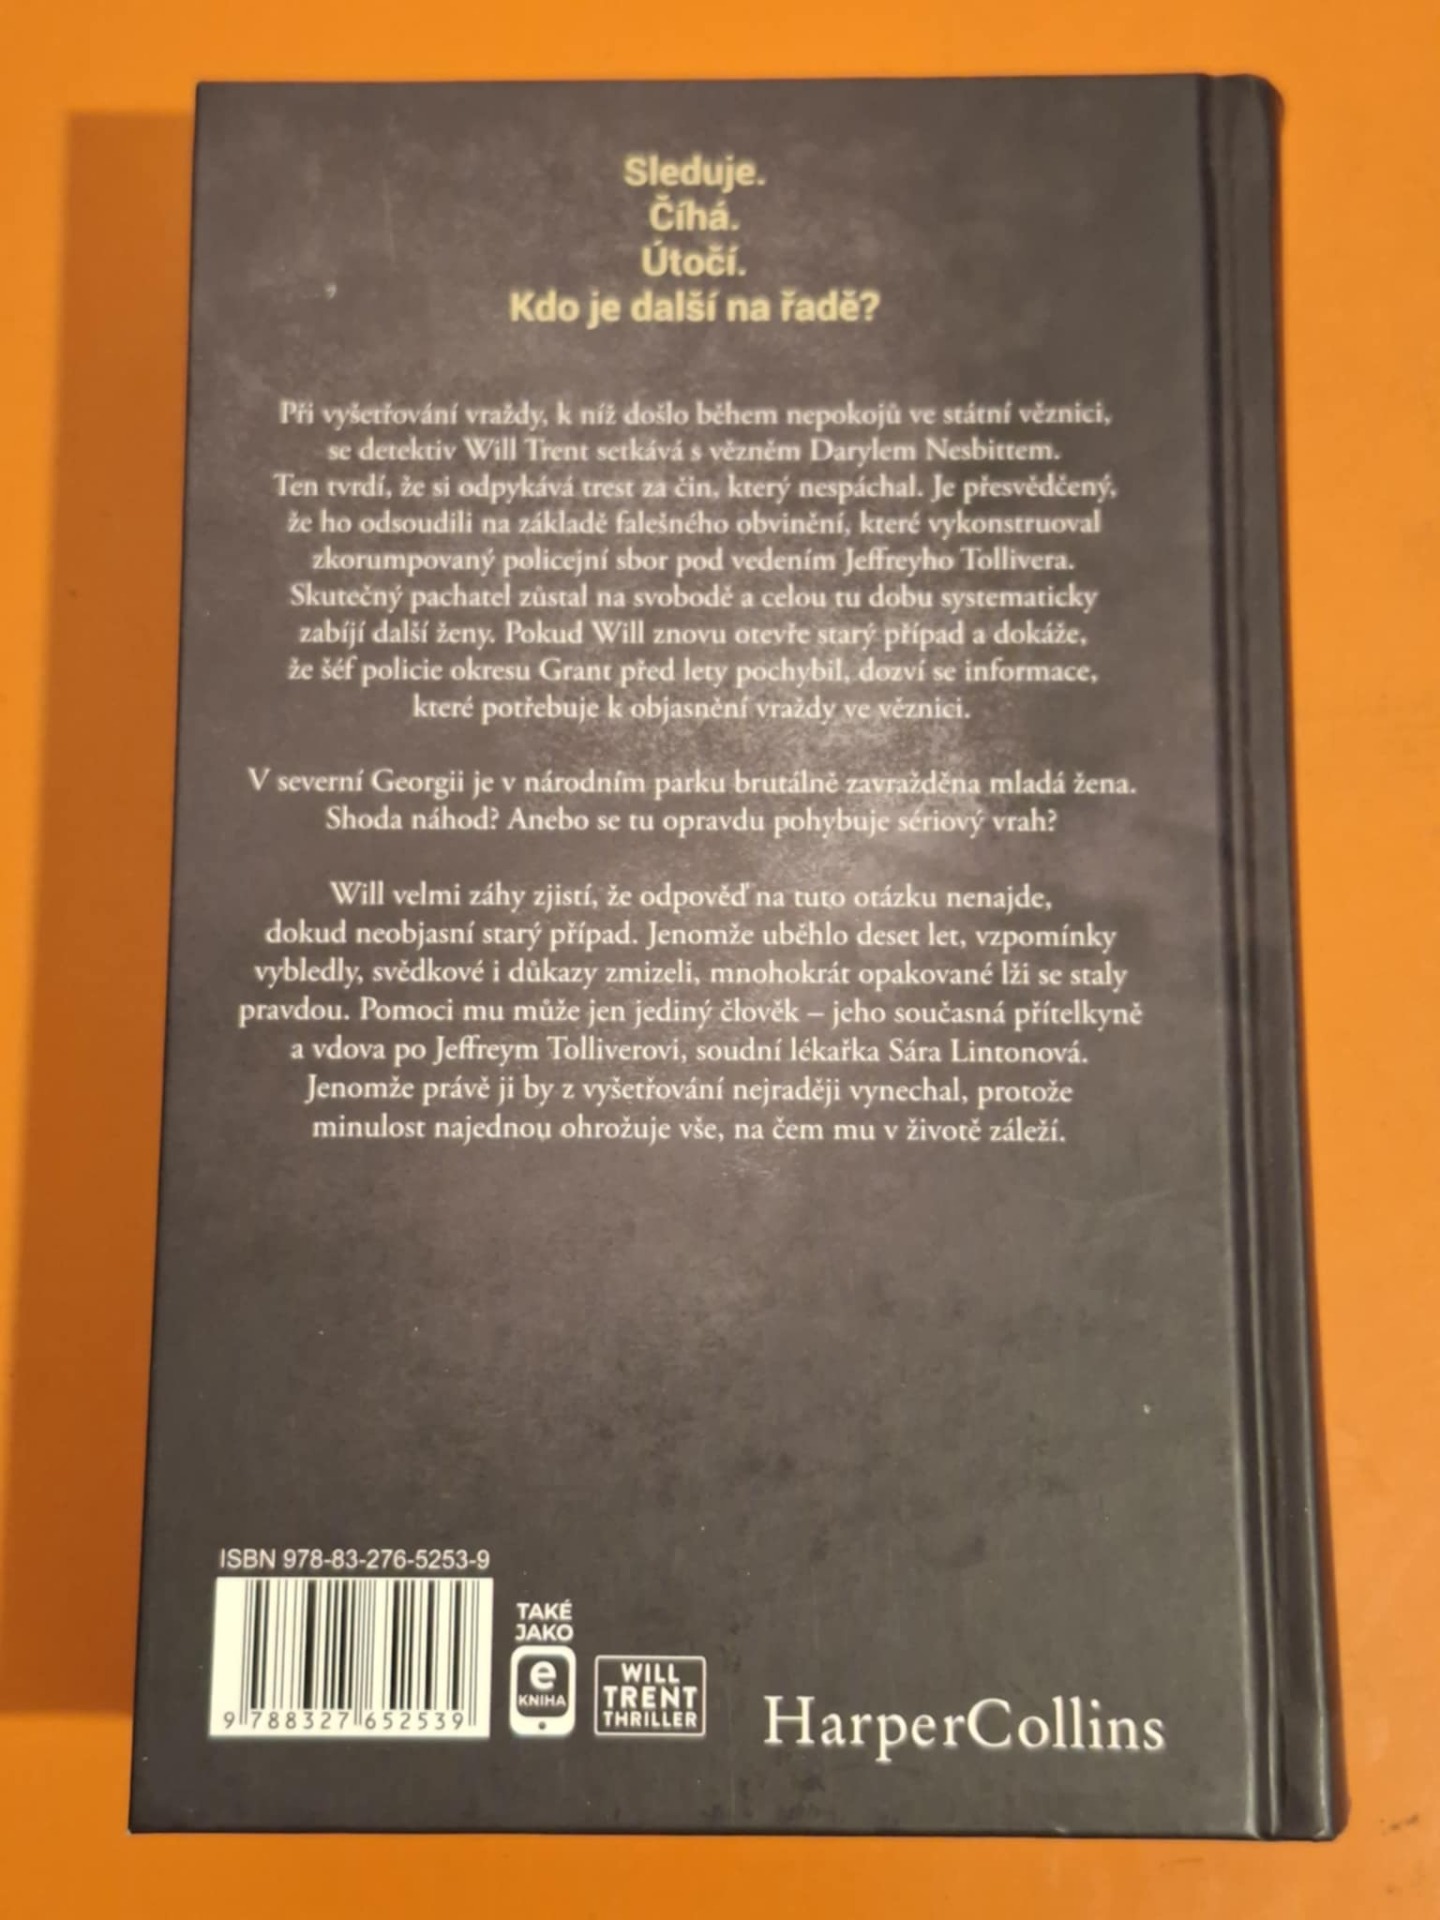 Sleduje.
Číhá.
Útočí.
Kdo je další na řadě?
Při vyšetřování vraždy, k níž došlo během nepokojů ve státní věznici,
se detektiv Will Trent setkává s vězném Darylem Nesbittem.
Ten tvrdí, že si odpykává trest za čin, který nespáchal. Je přesvědčený,
že ho odsoudili na základě falešného obvinění, které vykonstruoval
zkorumpovaný policejní sbor pod vedením Jeffreyho Tollivera.
Skutečný pachatel zůstal na svobodě a celou tu dobu systematicky
zabíjí další ženy. Pokud Will znovu otevře starý případ a dokáže,
že šéf policie okresu Grant před lety pochybil, dozví se informace,
které potřebuje k objasnění vraždy ve věznici.
V severní Georgii je v národním parku brutálně zavražděna mladá žena.
Shoda náhod? Anebo se tu opravdu pohybuje sériový vrah?
Will velmi záhy zjistí, že odpověď na tuto otázku nenajde,
dokud neobjasní starý případ. Jenomže uběhlo deset let, vzpomínky
vybledly, svědkové i důkazy zmizeli, mnohokrát opakované lži se staly
pravdou. Pomoci mu může jen jediný člověk – jeho současná přítelkyně
a vdova po Jeffreym Tolliverovi, soudní lékařka Sára Lintonová.
Jenomže právě ji by z vyšetřování nejraději vynechal, protože
minulost najednou ohrožuje vše, na čem mu v životě záleží.
ISBN 978-83-276-5253-9
9 788327 652539
TAKÉ
JAKO
e
KNIHA
WILL
TRENT
THRILLER
HarperCollins